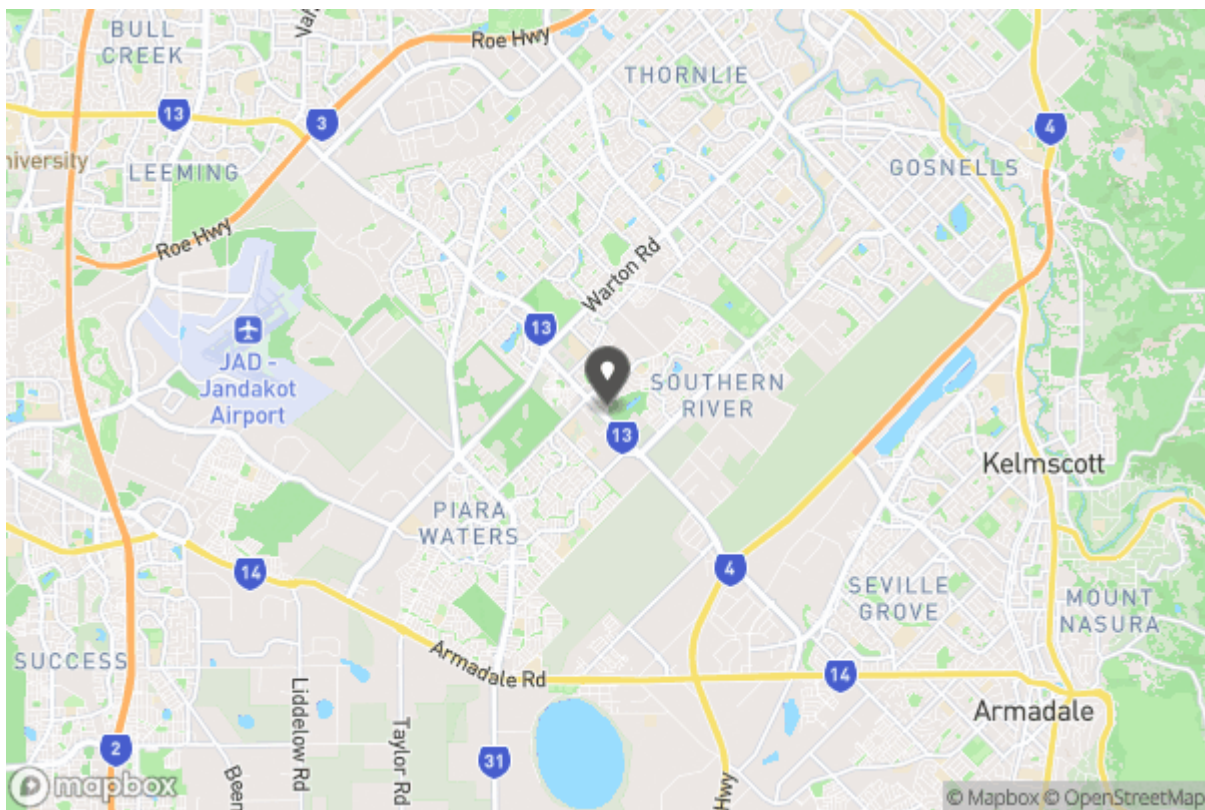 BULL
CREEK
Roe Hwy
THORNLIE
13
3
4
niversity
LEEMING
GOSNELLS
Roe Hwy
Warton Rd
13
JAD -
Jandakot
Airport
SOUTHERN
RIVER
13
Kelmscott
PIARA
WATERS
14
4
SEVILLE
GROVE
MOUNT
NASURA
SUCCESS
Armadale Rd
14
Liddelow Rd
Taylor Rd
Armadale
2
31
Been
Hwy
mapbox
© Mapbox © OpenStreetMap